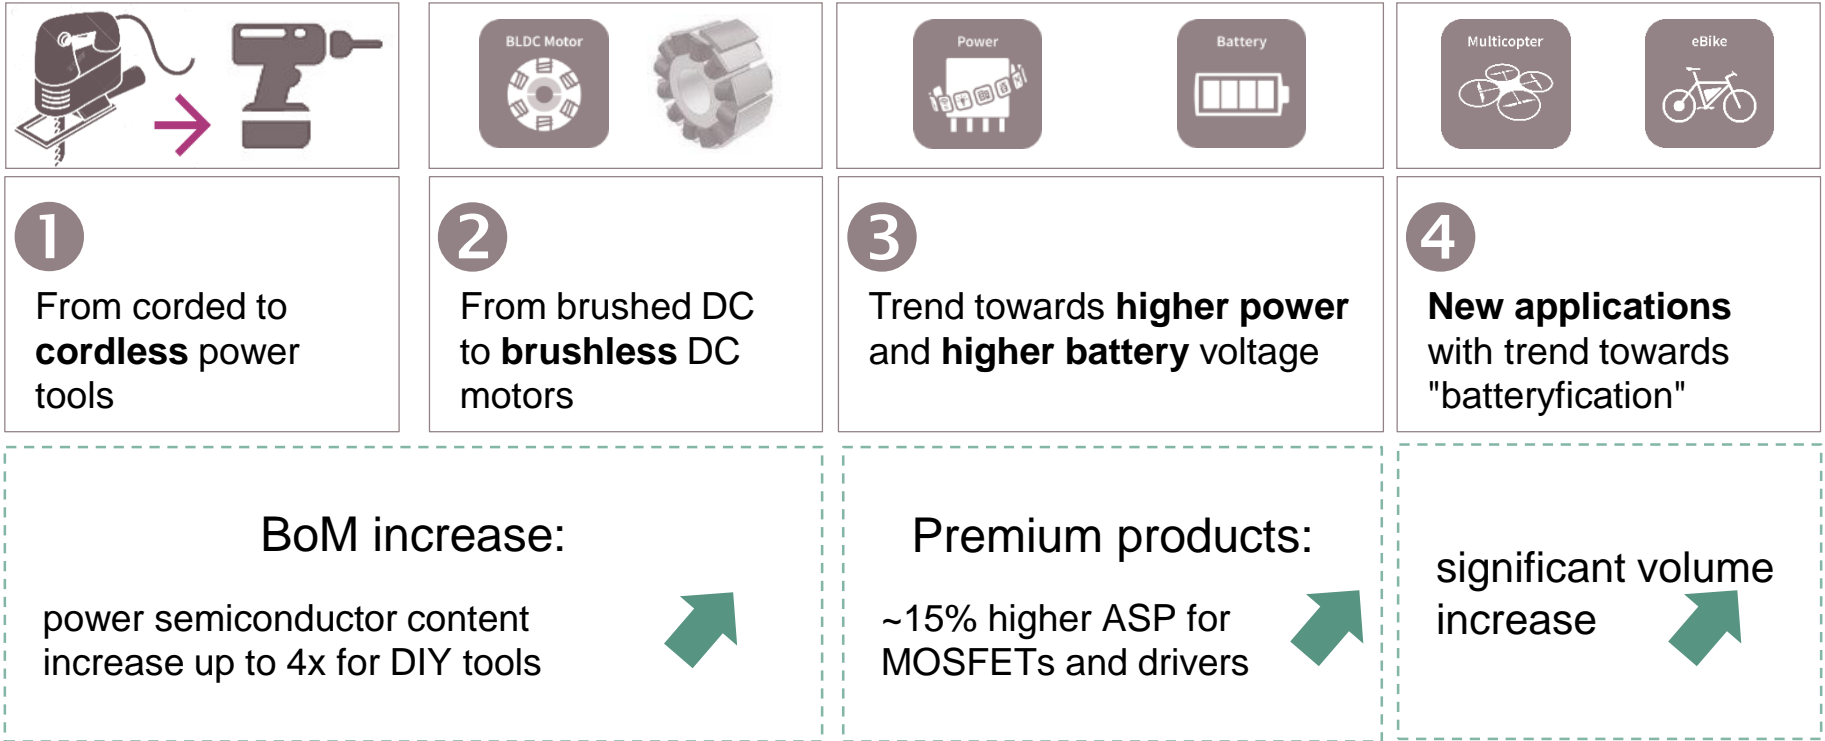 BLDC Motor
Power
Battery
Multicopter
eBike
1
From corded to
cordless power
tools
2
From brushed DC
to brushless DC
motors
3
Trend towards higher power
and higher battery voltage
4
New applications
with trend towards
"batteryfication"
BoM increase:
power semiconductor content
increase up to 4x for DIY tools
Premium products:
~15% higher ASP for
MOSFETs and drivers
significant volume
increase